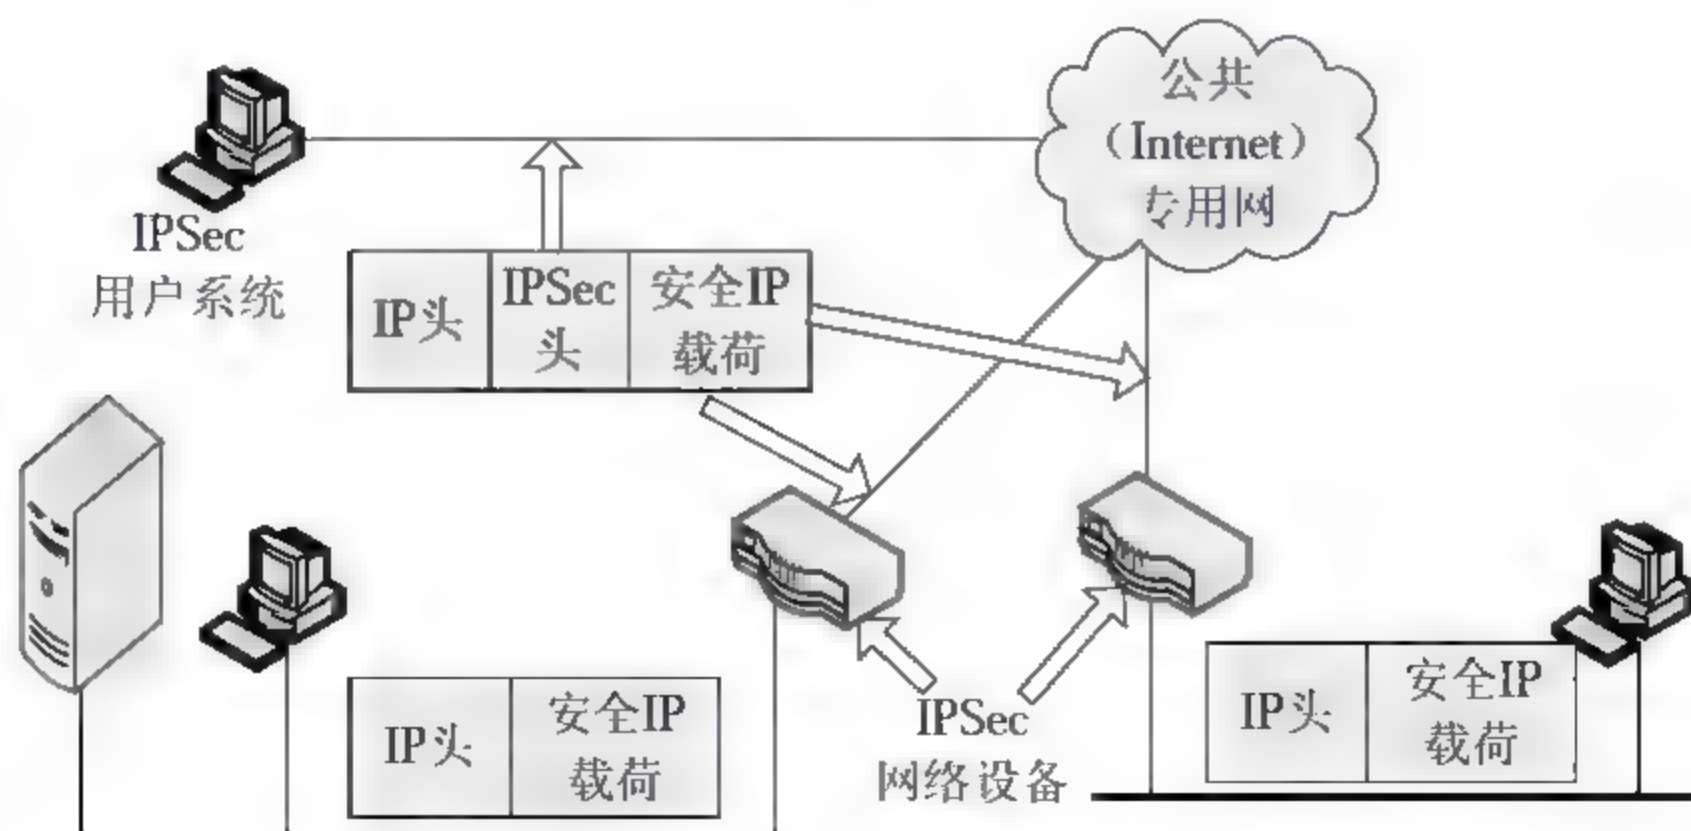 公共
（Internet）
专用网
IPSec
用户系统
IP头
IPSec
头
安全IP
载荷
IP头
安全IP
载荷
IPSec
网络设备
IP头
安全IP
载荷